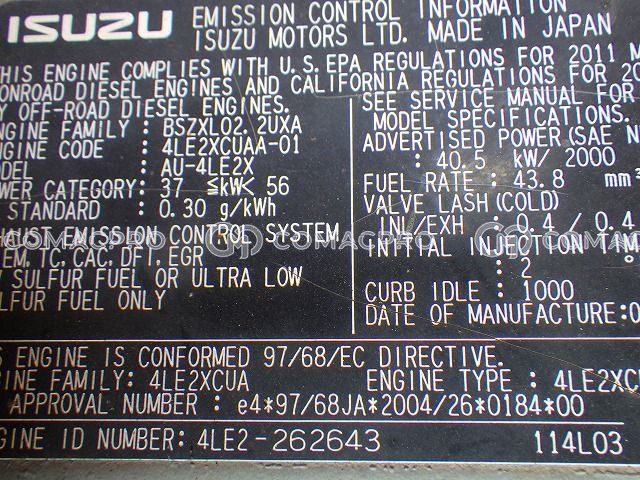 ISUZU EMISSION CONTROL INFORMATION
ISUZU MOTORS LTD. MADE IN JAPAN
THIS ENGINE COMPLIES WITH U.S.EPA REGULATIONS FOR 2011
NONROAD DIESEL ENGINES AND CALIFORNIA REGULATIONS FOR
OFF-ROAD DIESEL ENGINES.
ENGINE FAMILY : BSZXL02.2UXA
ENGINE CODE : 4LE2XCUAA-01
MODEL : AU-4LE2X
POWER CATEGORY: 37 ≦kW< 56
STANDARD : 0.30 g/kWh
EXHAUST EMISSION CONTROL SYSTEM
EM,TC,CAC,DFI,EGR
SULFUR FUEL OR ULTRA LOW
SULFUR FUEL ONLY
SEE SERVICE MANUAL FOR
MODEL SPECIFICATIONS.
ADVERTISED POWER(SAE
: 40.5 kW/ 2000
FUEL RATE : 43.8 mm³
VALVE LASH(COLD)
INL/EXH : 0.4 / 0.4
INITIAL INJECTION TIM
: 2 °
CURB IDLE : 1000
DATE OF MANUFACTURE:0
COMACPRO COMACPRO
ENGINE IS CONFORMED 97/68/EC DIRECTIVE.
ENGINE FAMILY: 4LE2XCUA ENGINE TYPE : 4LE2XC
APPROVAL NUMBER : e4*97/68JA*2004/26*0184*00
ENGINE ID NUMBER: 4LE2-262643 114L03